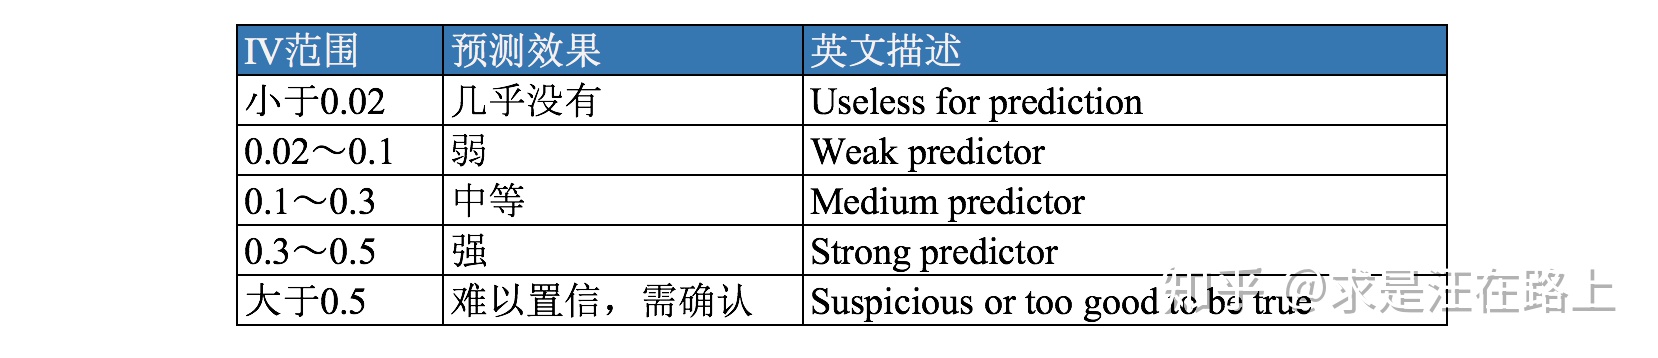 IV范围 预测效果 英文描述
小于0.02 几乎没有 Useless for prediction
0.02～0.1 弱 Weak predictor
0.1～0.3 中等 Medium predictor
0.3～0.5 强 Strong predictor
大于0.5 难以置信，需确认 Suspicious or too good to be true
知乎 @求是汪在路上